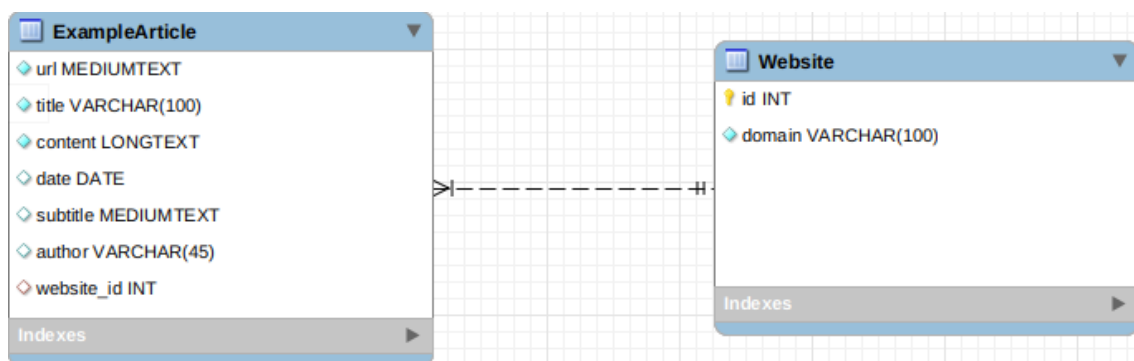 ExampleArticle
url MEDIUMTEXT
title VARCHAR(100)
content LONGTEXT
date DATE
subtitle MEDIUMTEXT
author VARCHAR(45)
website_id INT
Indexes
Website
id INT
domain VARCHAR(100)
Indexes